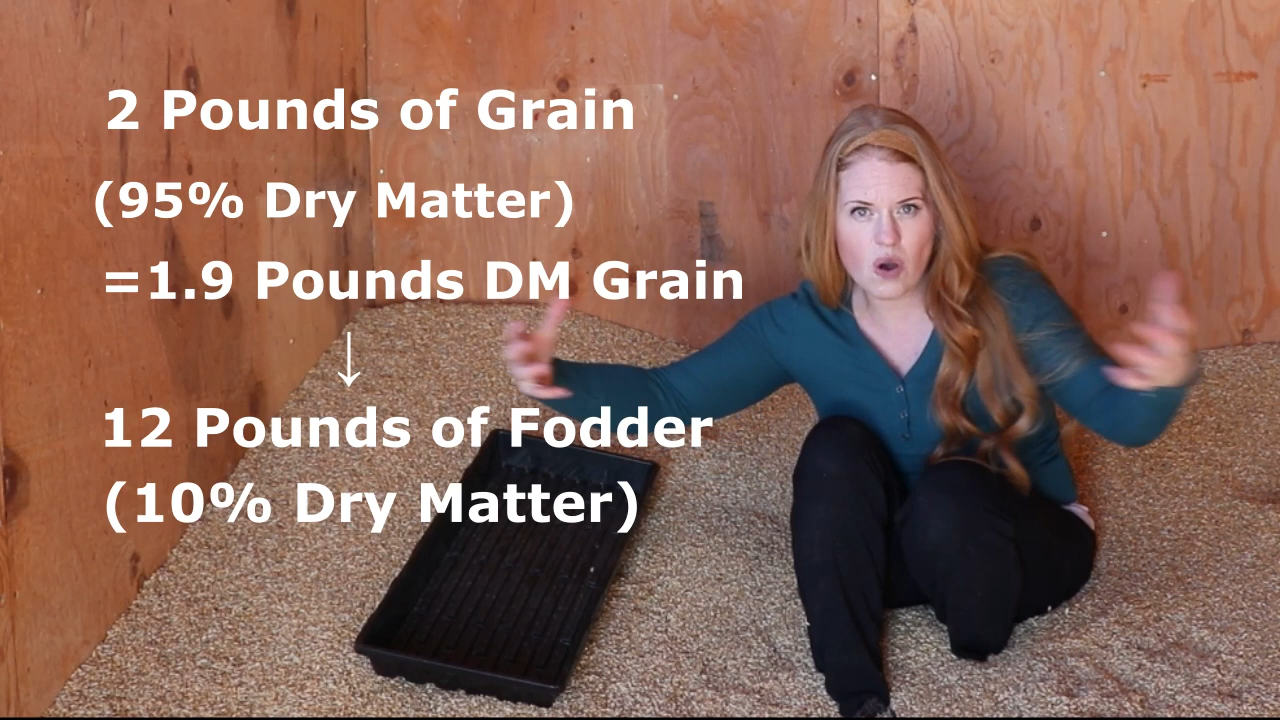 2 Pounds of Grain
(95% Dry Matter)
=1.9 Pounds DM Grain
↓
12 Pounds of Fodder
(10% Dry Matter)